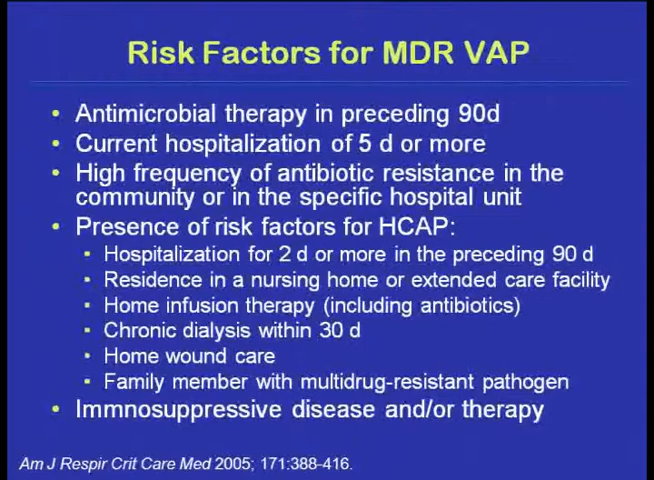 Risk Factors for MDR VAP
• Antimicrobial therapy in preceding 90d
• Current hospitalization of 5 d or more
• High frequency of antibiotic resistance in the
community or in the specific hospital unit
• Presence of risk factors for HCAP:
▪ Hospitalization for 2 d or more in the preceding 90 d
▪ Residence in a nursing home or extended care facility
▪ Home infusion therapy (including antibiotics)
▪ Chronic dialysis within 30 d
▪ Home wound care
▪ Family member with multidrug-resistant pathogen
• Immnosuppressive disease and/or therapy
Am J Respir Crit Care Med 2005; 171:388-416.